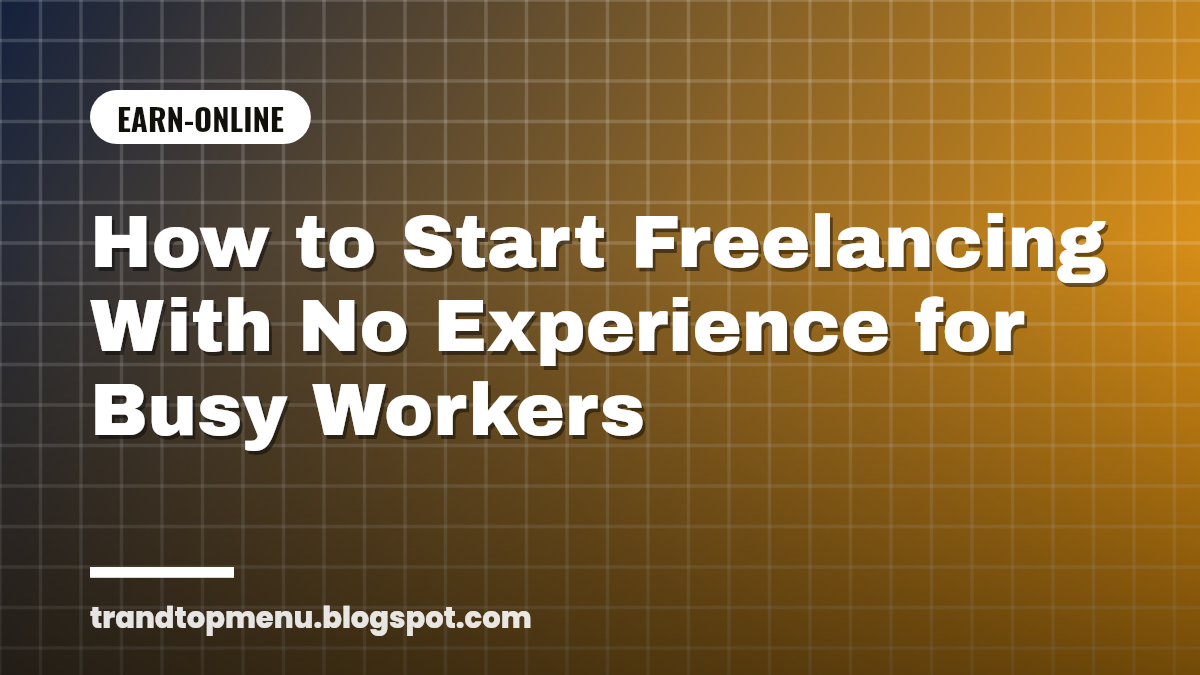 EARN-ONLINE
How to Start Freelancing
With No Experience for
Busy Workers
trandtopmenu.blogspot.com